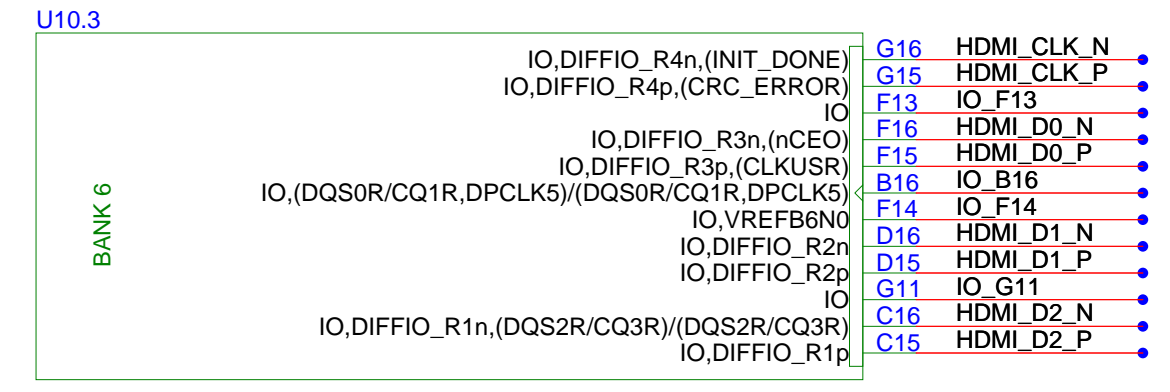 U10.3
BANK 6
IO,DIFFIO_R4n,(INIT_DONE) G16 HDMI_CLK_N
IO,DIFFIO_R4p,(CRC_ERROR) G15 HDMI_CLK_P
IO F13 IO_F13
IO,DIFFIO_R3n,(nCEO) F16 HDMI_D0_N
IO,DIFFIO_R3p,(CLKUSR) F15 HDMI_D0_P
IO,(DQS0R/CQ1R,DPCLK5)/(DQS0R/CQ1R,DPCLK5) B16 IO_B16
IO,VREFB6N0 F14 IO_F14
IO,DIFFIO_R2n D16 HDMI_D1_N
IO,DIFFIO_R2p D15 HDMI_D1_P
IO G11 IO_G11
IO,DIFFIO_R1n,(DQS2R/CQ3R)/(DQS2R/CQ3R) C16 HDMI_D2_N
IO,DIFFIO_R1p C15 HDMI_D2_P